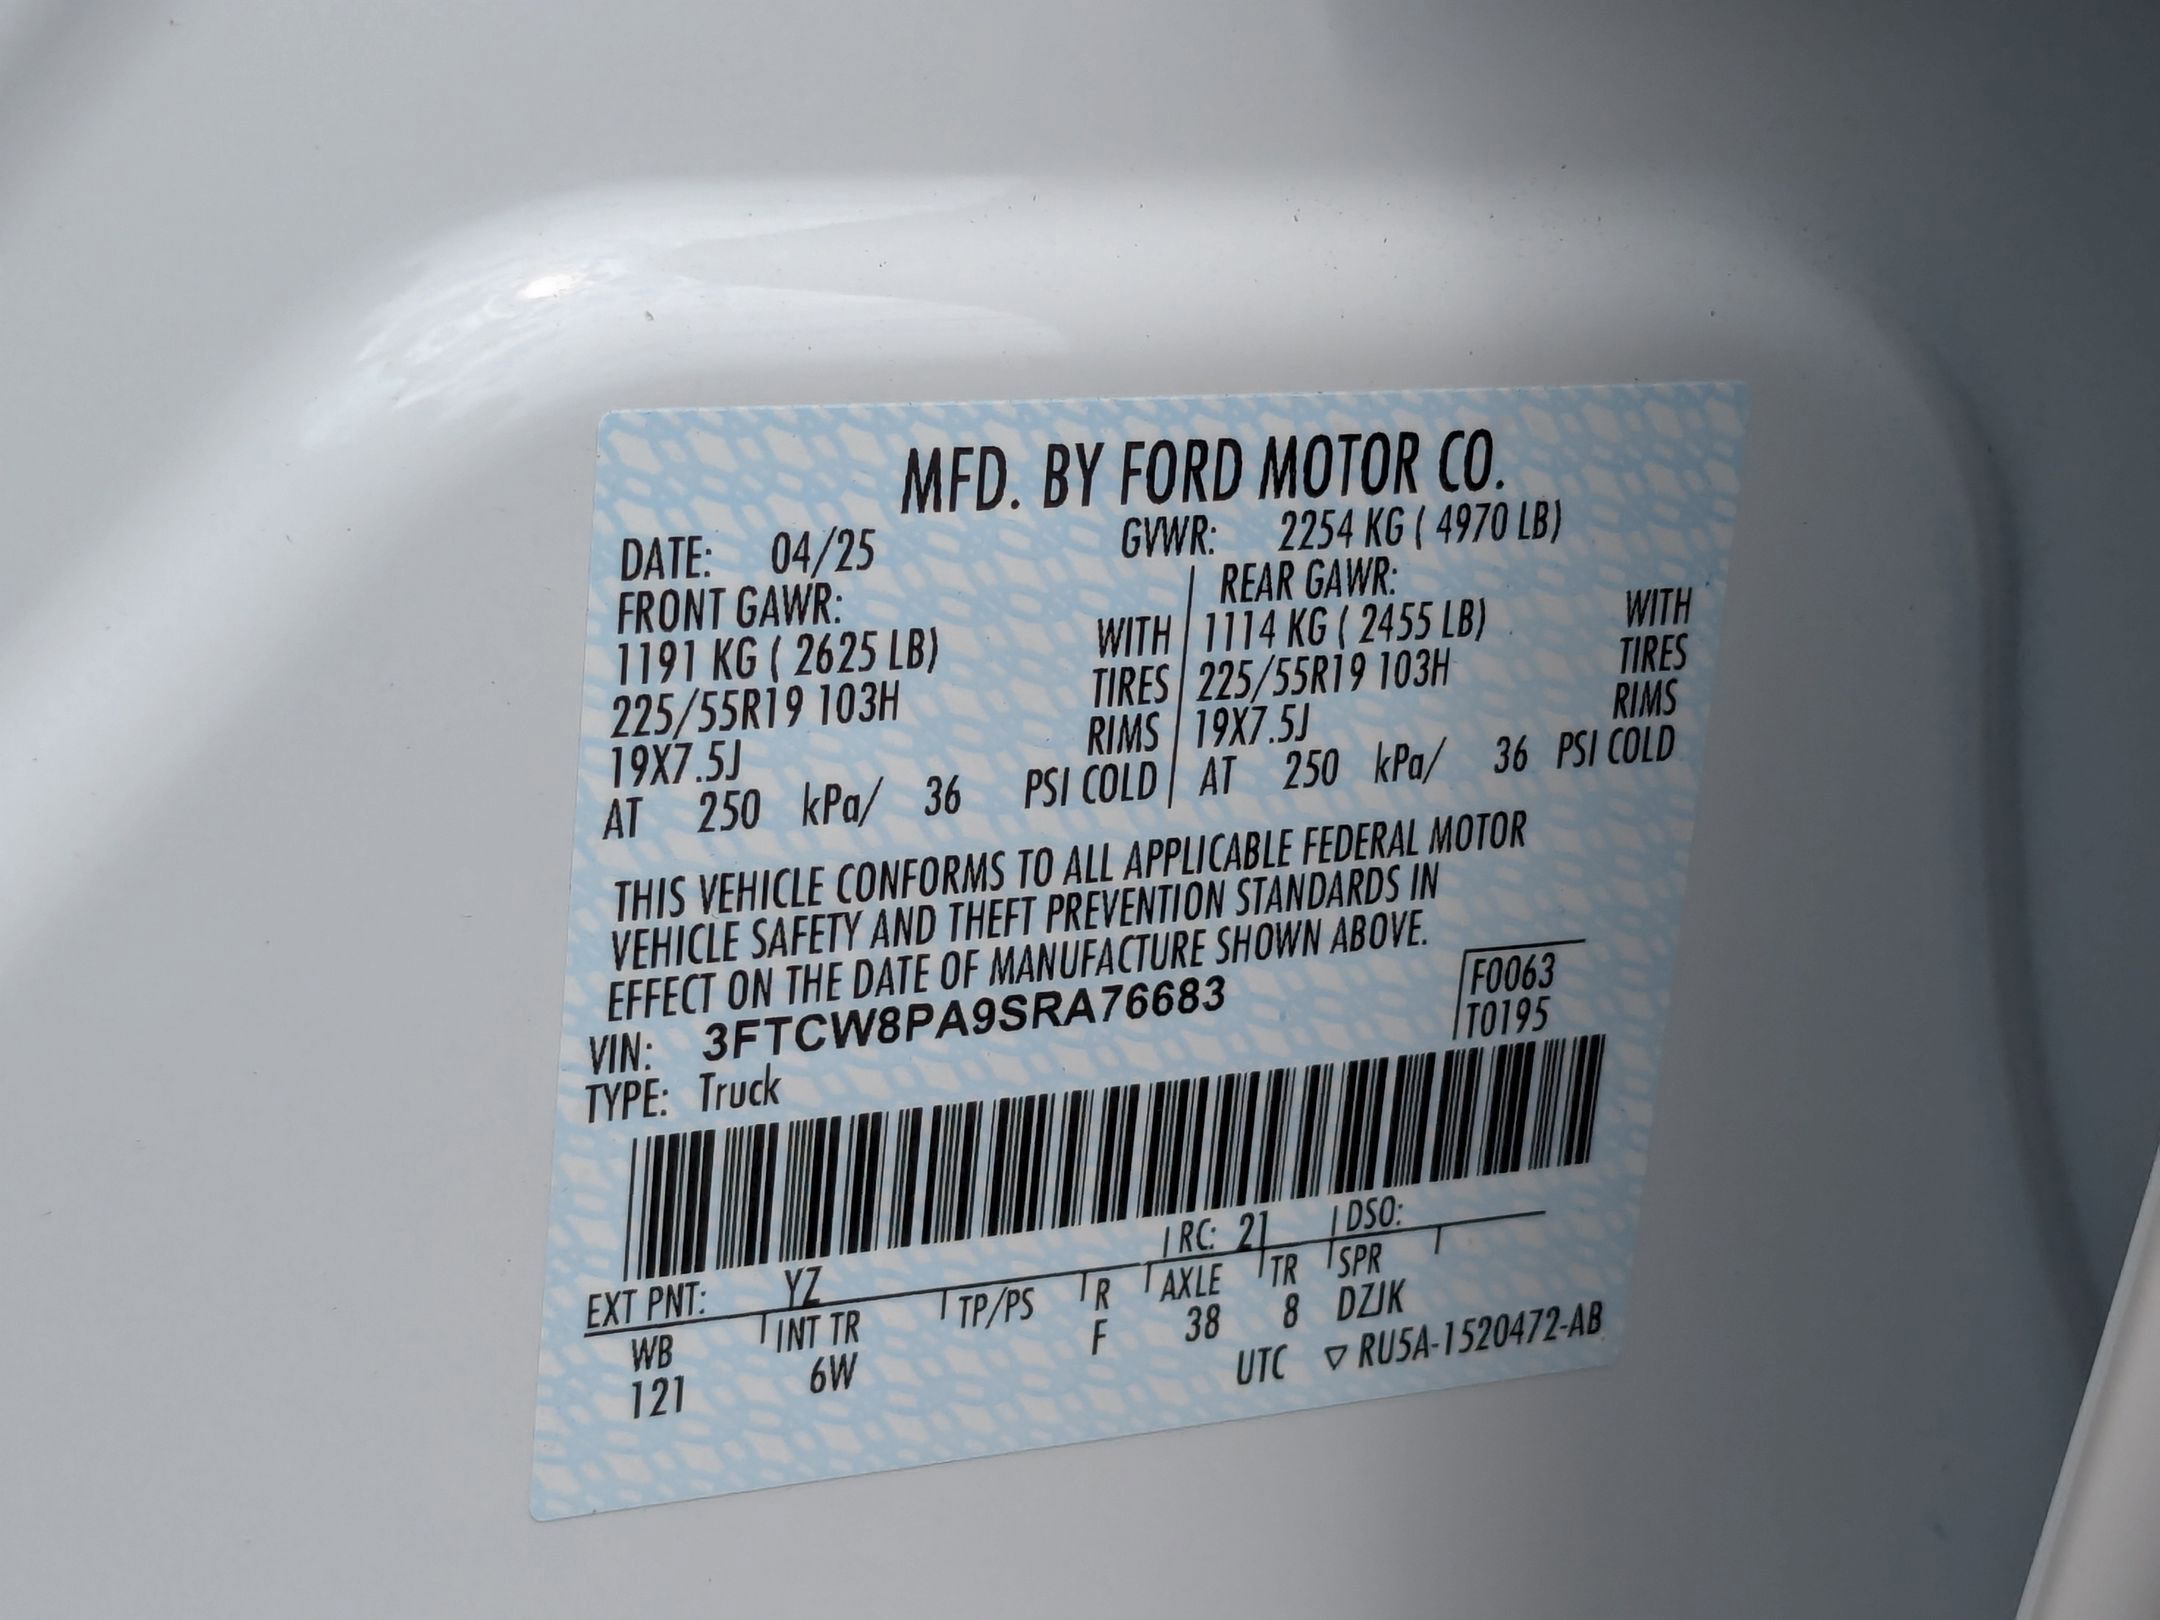 MFD. BY FORD MOTOR CO.
DATE: 04/25 GVWR: 2254 KG ( 4970 LB)
FRONT GAWR: REAR GAWR:
1191 KG ( 2625 LB) WITH 1114 KG ( 2455 LB) WITH
225/55R19 103H TIRES 225/55R19 103H TIRES
19X7.5J RIMS 19X7.5J RIMS
AT 250 kPa/ 36 PSI COLD AT 250 kPa/ 36 PSI COLD
THIS VEHICLE CONFORMS TO ALL APPLICABLE FEDERAL MOTOR
VEHICLE SAFETY AND THEFT PREVENTION STANDARDS IN
EFFECT ON THE DATE OF MANUFACTURE SHOWN ABOVE.
VIN: 3FTCW8PA9SRA76683 F0063
TYPE: Truck T0195
EXT PNT: YZ RC: 21 DSO:
WB INT TR TP/PS R AXLE TR SPR
121 6W F 38 8 DZJK
UTC ▽ RU5A-1520472-AB